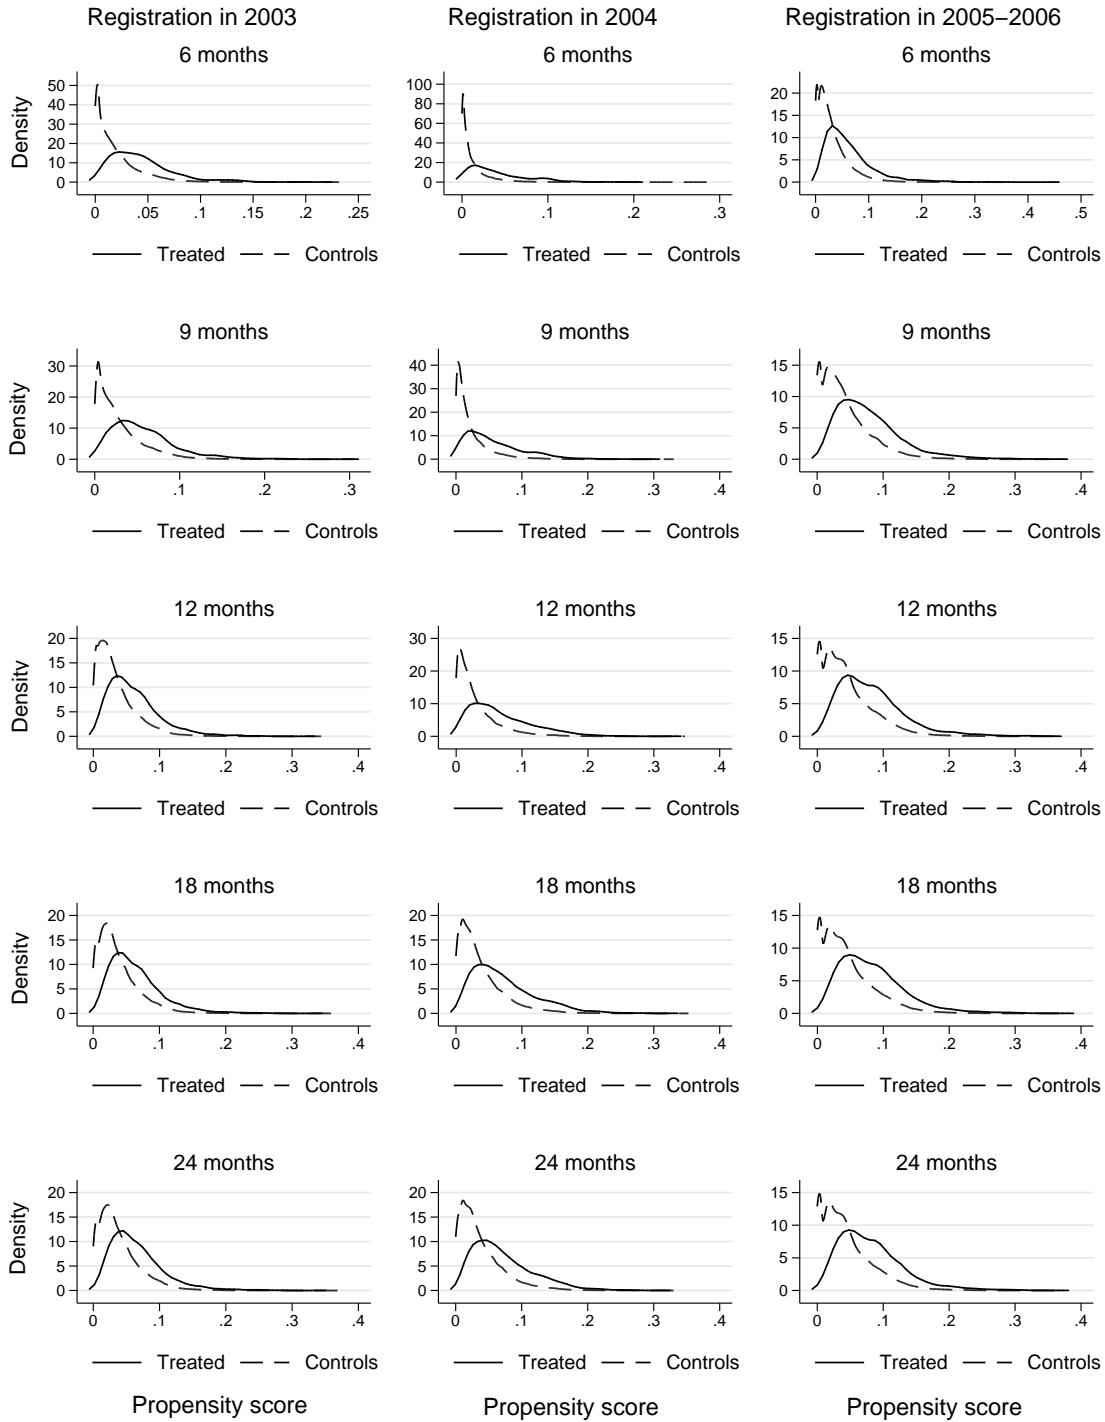 Registration in 2003 Registration in 2004 Registration in 2005−2006
6 months 6 months 6 months
Density
50
40
30
20
10
0
0 .05 .1 .15 .2 .25
Treated Controls
100
80
60
40
20
0
0 .1 .2 .3
Treated Controls
20
15
10
5
0
0 .1 .2 .3 .4 .5
Treated Controls
9 months 9 months 9 months
Density
30
20
10
0
0 .1 .2 .3
Treated Controls
40
30
20
10
0
0 .1 .2 .3 .4
Treated Controls
15
10
5
0
0 .1 .2 .3 .4
Treated Controls
12 months 12 months 12 months
Density
20
15
10
5
0
0 .1 .2 .3 .4
Treated Controls
30
20
10
0
0 .1 .2 .3 .4
Treated Controls
15
10
5
0
0 .1 .2 .3 .4
Treated Controls
18 months 18 months 18 months
Density
20
15
10
5
0
0 .1 .2 .3 .4
Treated Controls
20
15
10
5
0
0 .1 .2 .3 .4
Treated Controls
15
10
5
0
0 .1 .2 .3 .4
Treated Controls
24 months 24 months 24 months
Density
20
15
10
5
0
0 .1 .2 .3 .4
Treated Controls
20
15
10
5
0
0 .1 .2 .3 .4
Treated Controls
15
10
5
0
0 .1 .2 .3 .4
Treated Controls
Propensity score Propensity score Propensity score